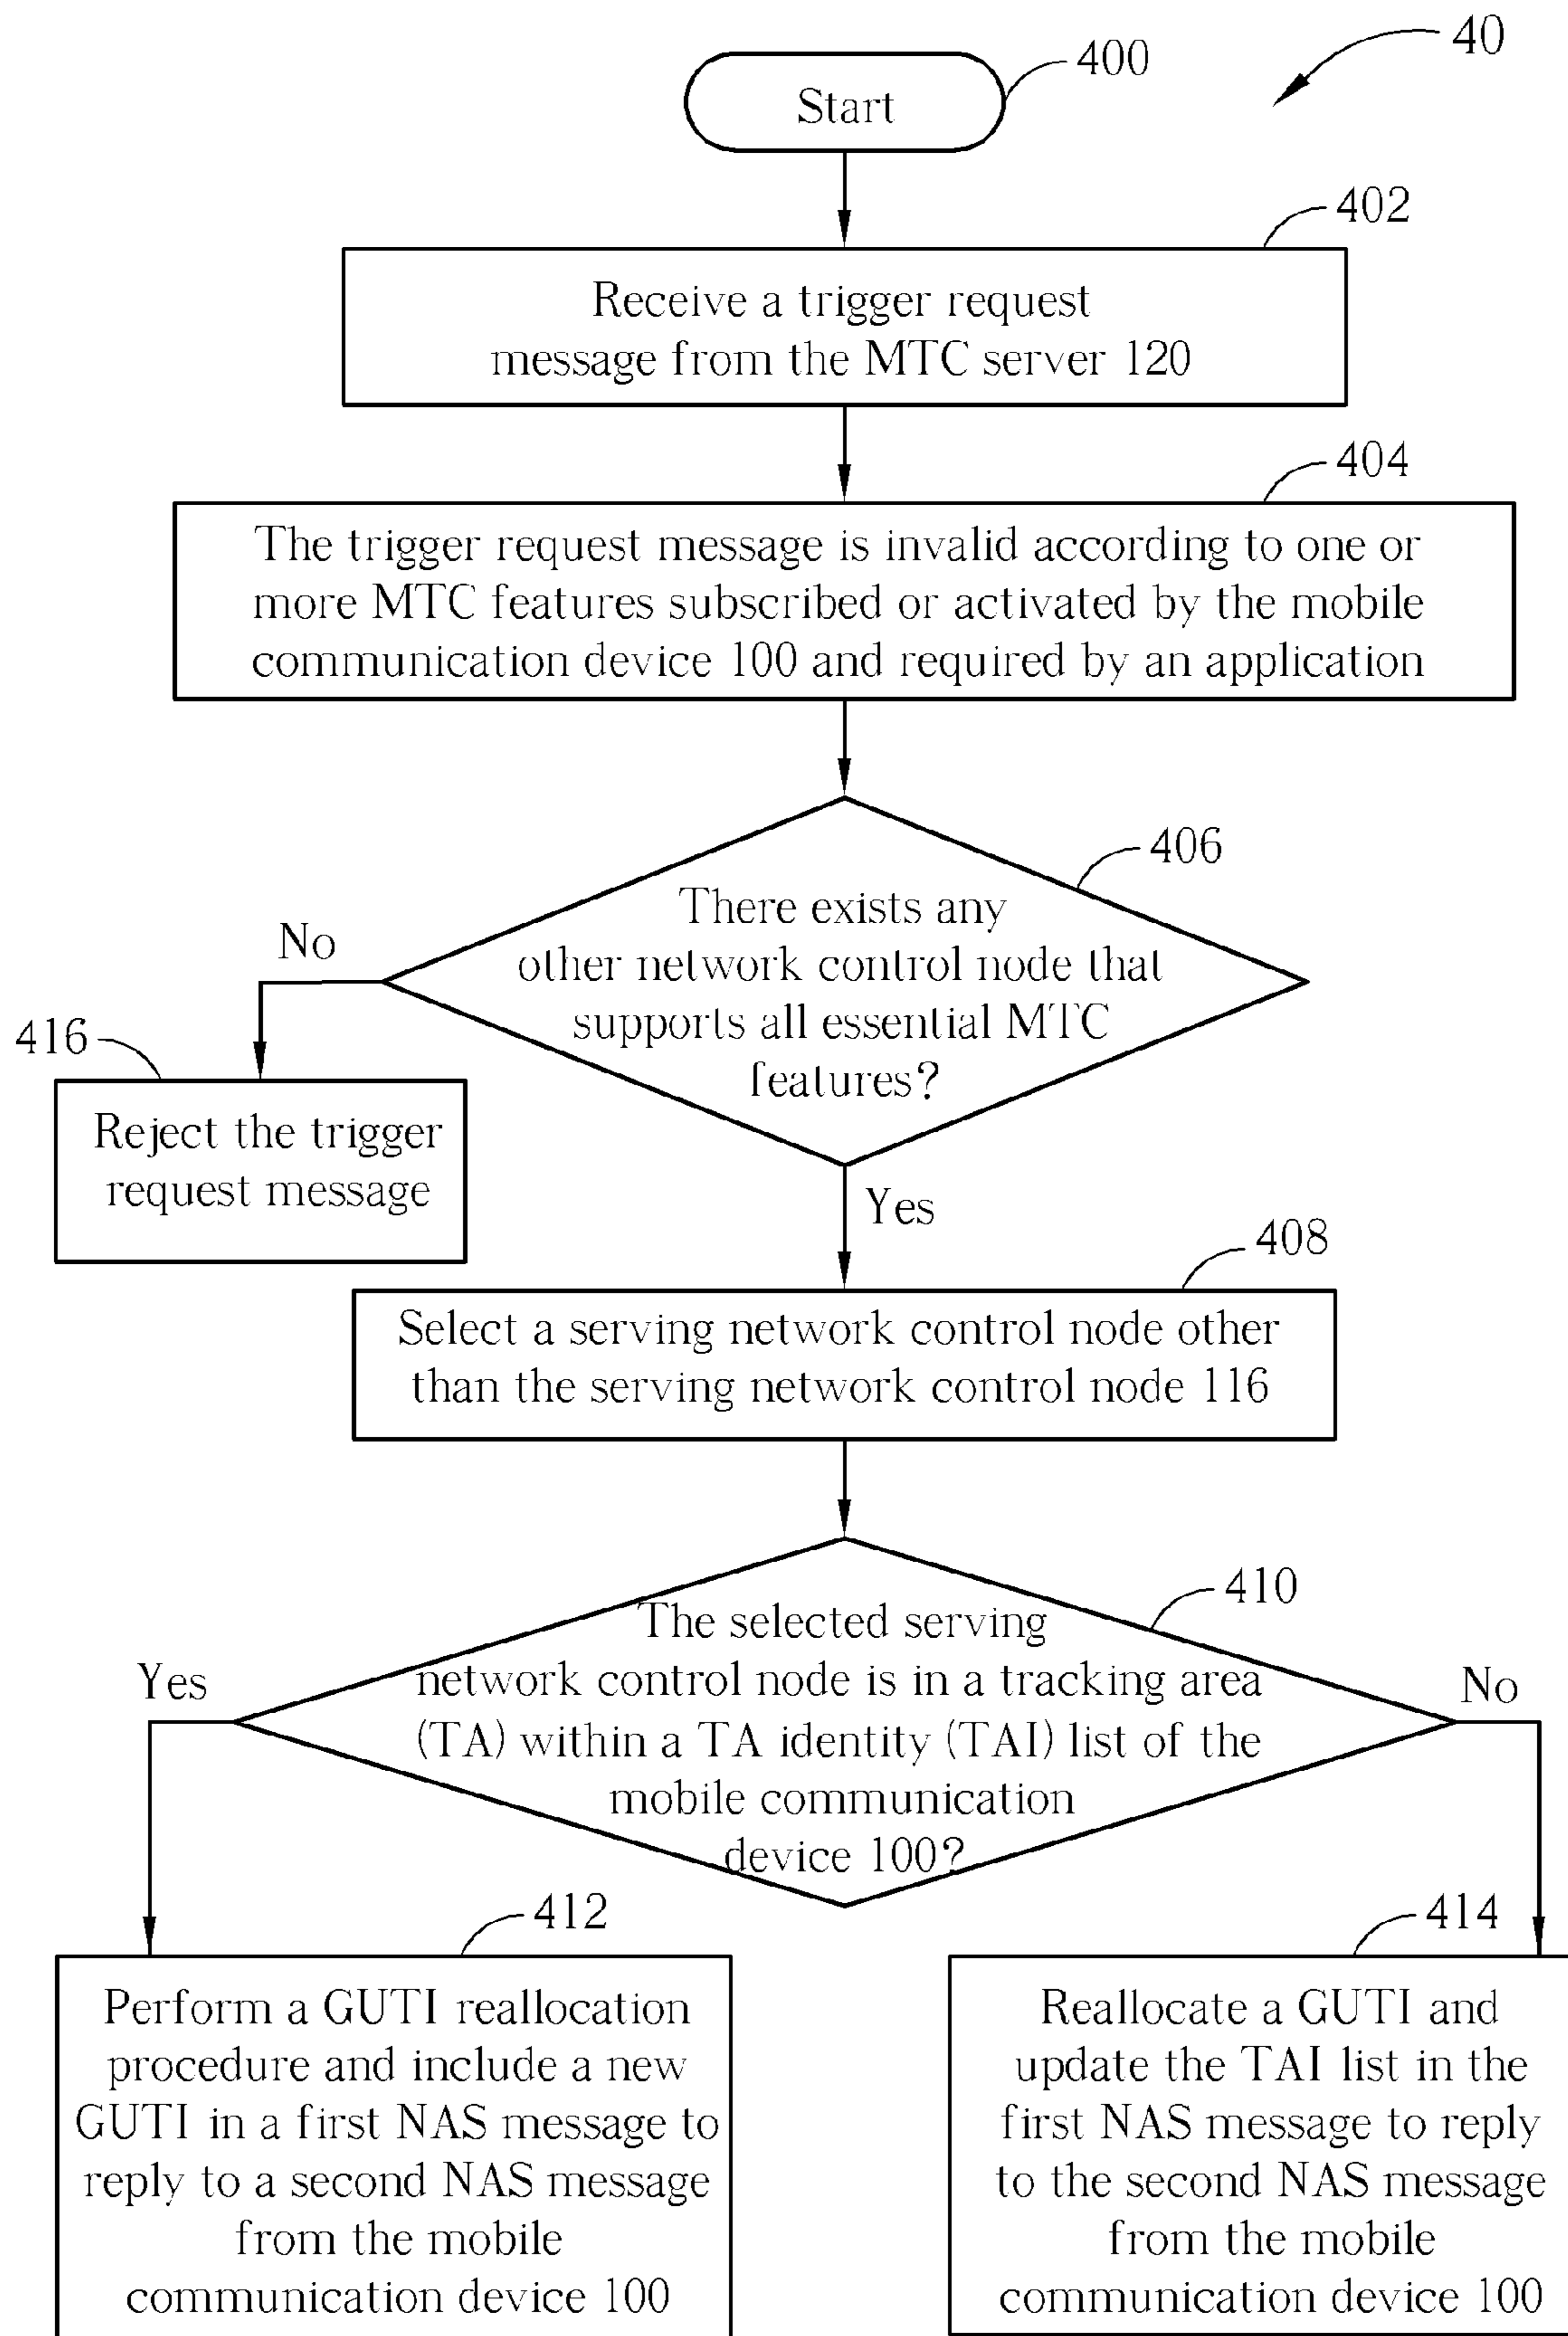 40
400
Start
402
Receive a trigger request
message from the MTC server 120
404
The trigger request message is invalid according to one or
more MTC features subscribed or activated by the mobile
communication device 100 and required by an application
406
There exists any
other network control node that
supports all essential MTC
features?
No
416
Reject the trigger
request message
Yes
408
Select a serving network control node other
than the serving network control node 116
410
The selected serving
network control node is in a tracking area
(TA) within a TA identity (TAI) list of the
mobile communication
device 100?
Yes
No
412
Perform a GUTI reallocation
procedure and include a new
GUTI in a first NAS message to
reply to a second NAS message
from the mobile
communication device 100
414
Reallocate a GUTI and
update the TAI list in the
first NAS message to reply
to the second NAS message
from the mobile
communication device 100